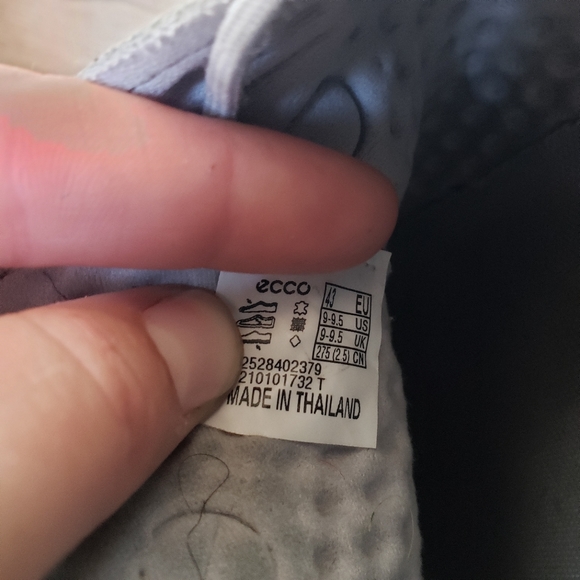 ecco
41 EU
9-9.5 US
9-9.5 UK
275 (2.5) CN
2528402379
210101732 T
MADE IN THAILAND